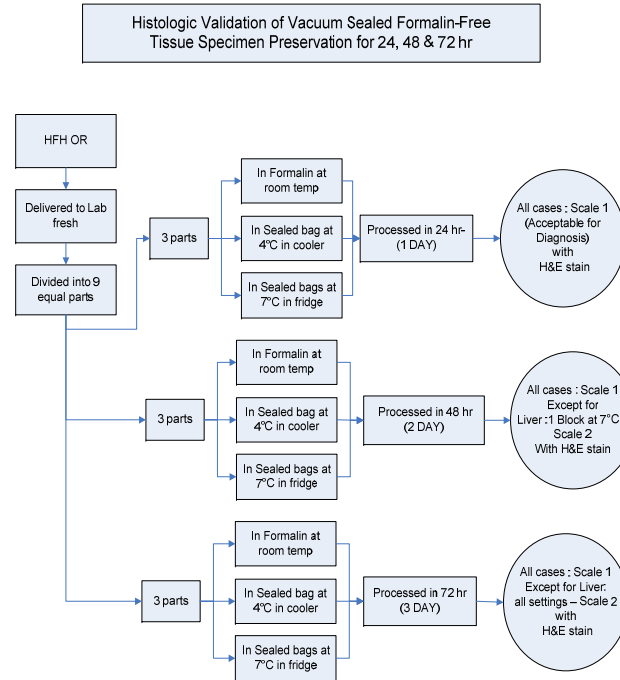 Histologic Validation of Vacuum Sealed Formalin-Free
Tissue Specimen Preservation for 24, 48 & 72 hr
HFH OR
Delivered to Lab
fresh
Divided into 9
equal parts
3 parts
In Formalin at
room temp
In Sealed bag at
4°C in cooler
In Sealed bags at
7°C in fridge
Processed in 24 hr-
(1 DAY)
All cases : Scale 1
(Acceptable for
Diagnosis)
with
H&E stain
3 parts
In Formalin at
room temp
In Sealed bag at
4°C in cooler
In Sealed bags at
7°C in fridge
Processed in 48 hr
(2 DAY)
All cases : Scale 1
Except for
Liver :1 Block at 7°C
Scale 2
With H&E stain
3 parts
In Formalin at
room temp
In Sealed bag at
4°C in cooler
In Sealed bags at
7°C in fridge
Processed in 72 hr
(3 DAY)
All cases : Scale 1
Except for Liver:
all settings – Scale 2
with
H&E stain